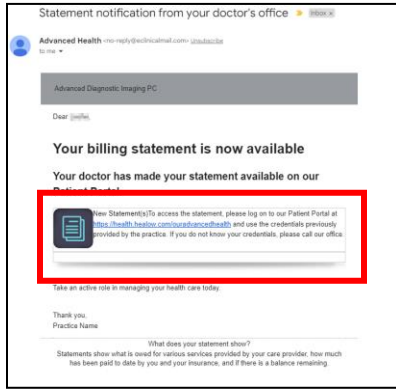 Statement notification from your doctor's office
Inbox x
Advanced Health <no-reply@eclinicalmail.com> Unsubscribe
to me
Advanced Diagnostic Imaging PC
Dear
Your billing statement is now available
Your doctor has made your statement available on our
Patient Portal
New Statement(s)To access the statement, please log on to our Patient Portal at
https://health.healow.com/ouradvancedhealth and use the credentials previously
provided by the practice. If you do not know your credentials, please call our office
Take an active role in managing your health care today.
Thank you,
Practice Name
What does your statement show?
Statements show what is owed for various services provided by your care provider, how much
has been paid to date by you and your insurance, and if there is a balance remaining.